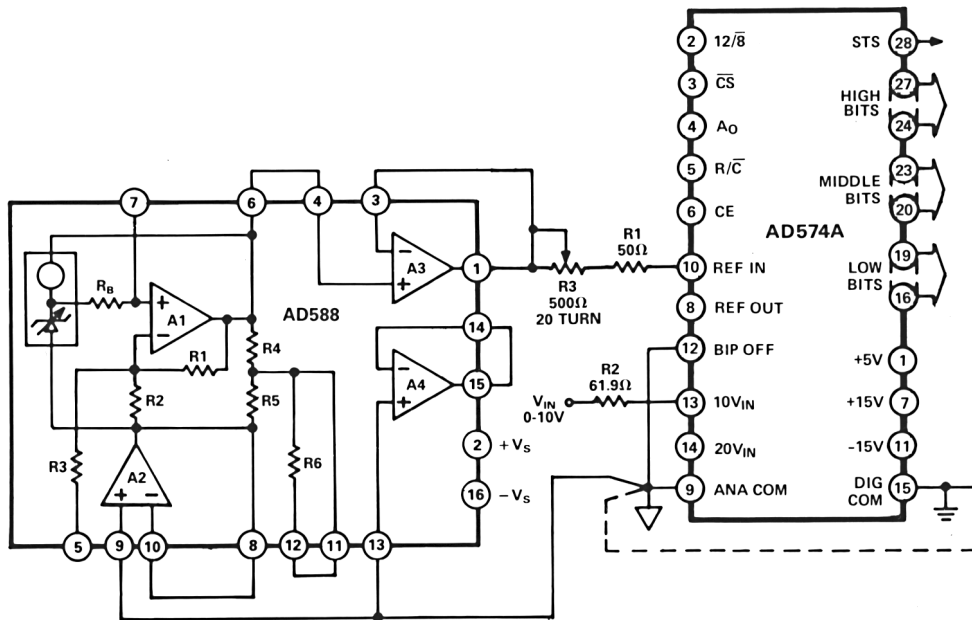 2 12/8̅ STS 28
3 C̅S̅ 27
HIGH BITS
4 A₀ 24
5 R/C̅ 23
MIDDLE BITS
6 CE 20
AD574A
19
10 REF IN LOW BITS
8 REF OUT 16
12 BIP OFF +5V 1
13 10V_IN +15V 7
14 20V_IN −15V 11
9 ANA COM DIG COM 15
7 6 4 3
− A3 + 1
R1
50Ω
R3
500Ω
20 TURN
AD588
R_B + A1 −
R1 R4
R2 R5
14
− A4 + 15
R2
61.9Ω
V_IN
0-10V
R3 R6
2 + V_S
A2
+ −
16 − V_S
5 9 10 8 12 11 13